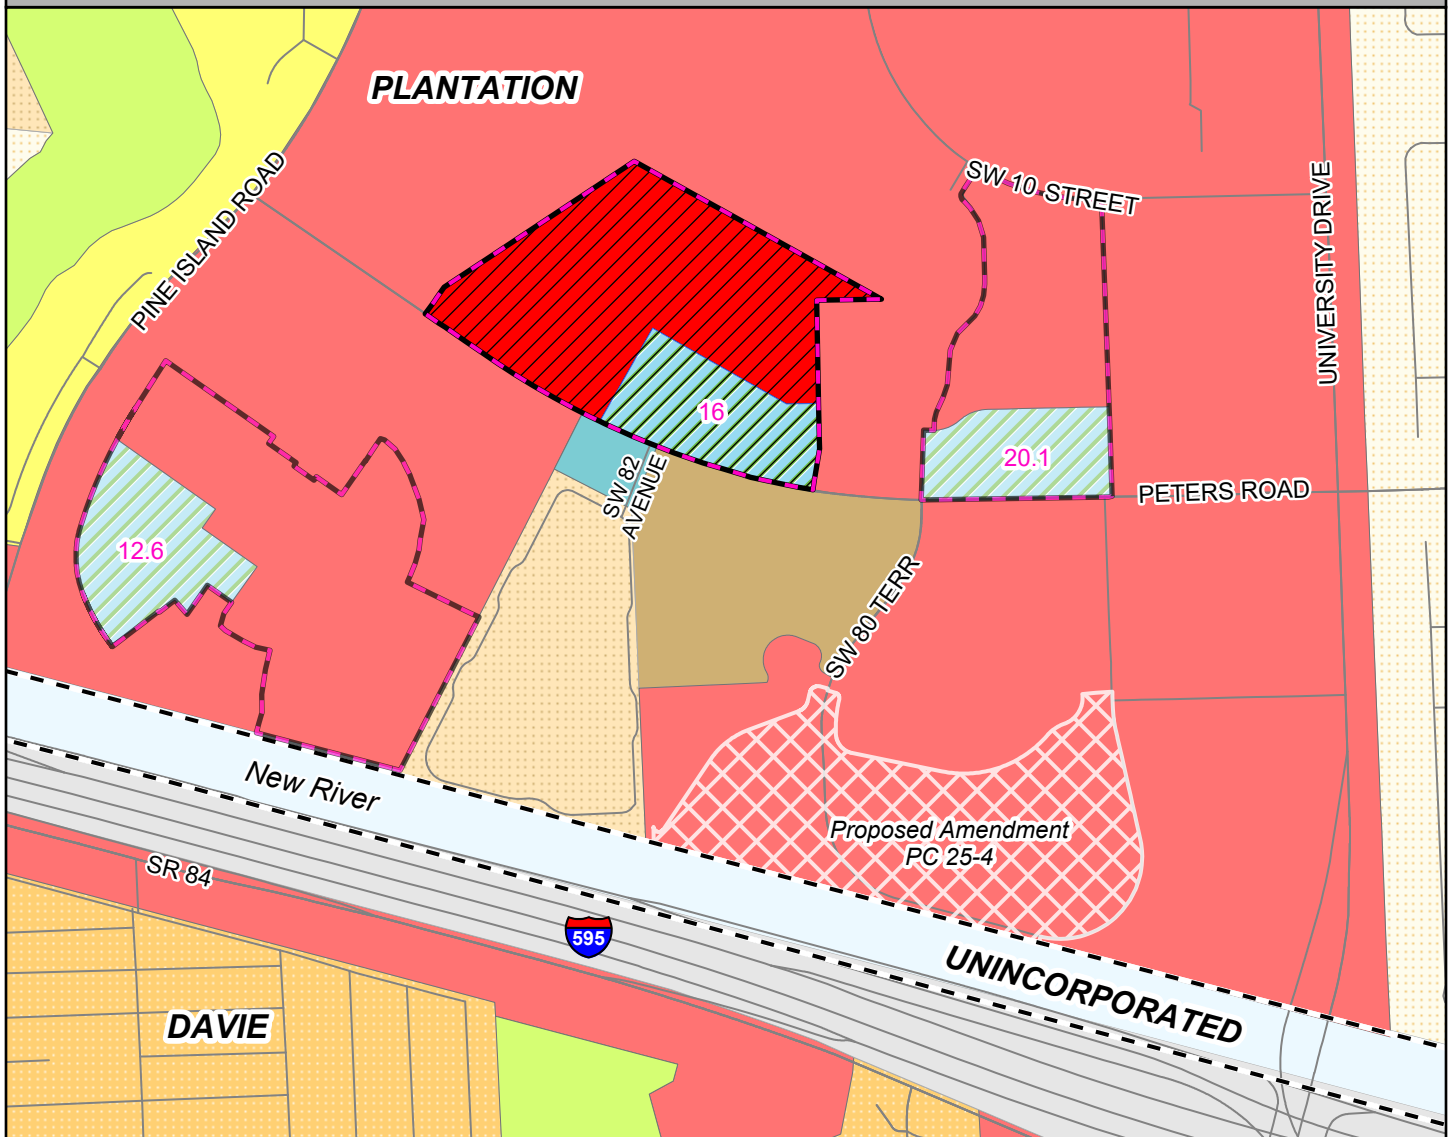 PLANTATION
SW 10 STREET
PINE ISLAND ROAD
UNIVERSITY DRIVE
16
20.1
SW 82
AVENUE
PETERS ROAD
12.6
SW 80 TERR
New River
Proposed Amendment
PC 25-4
SR 84
595
UNINCORPORATED
DAVIE